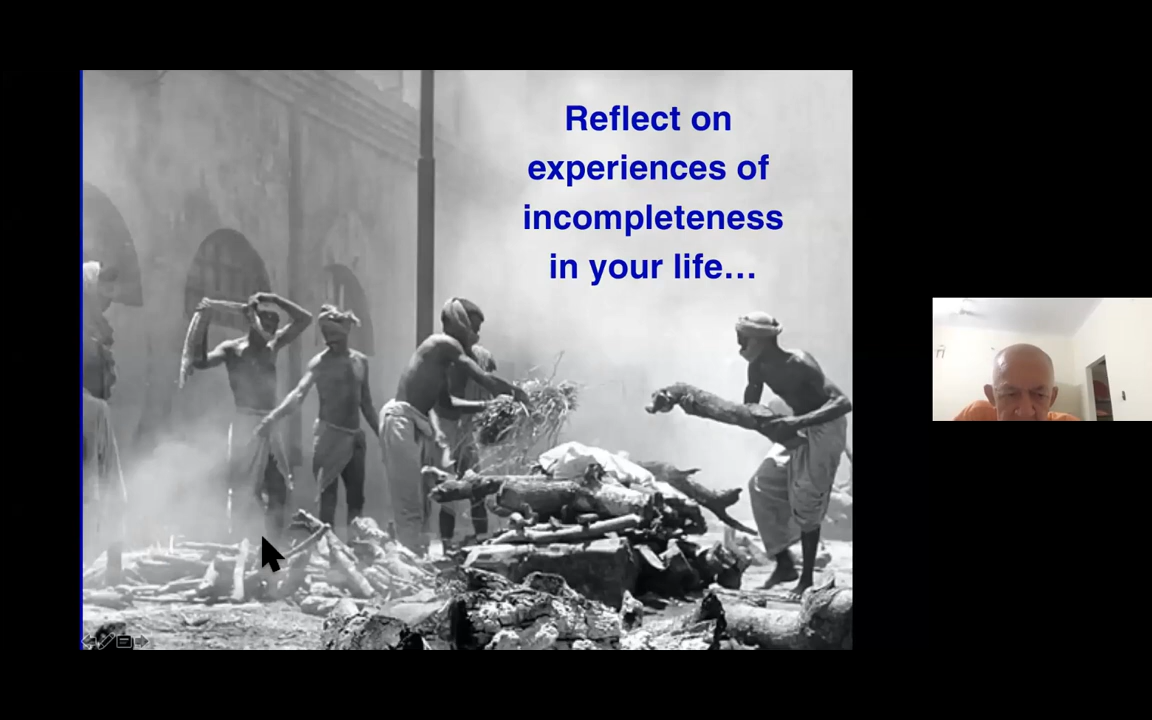 Reflect on
experiences of
incompleteness
in your life...